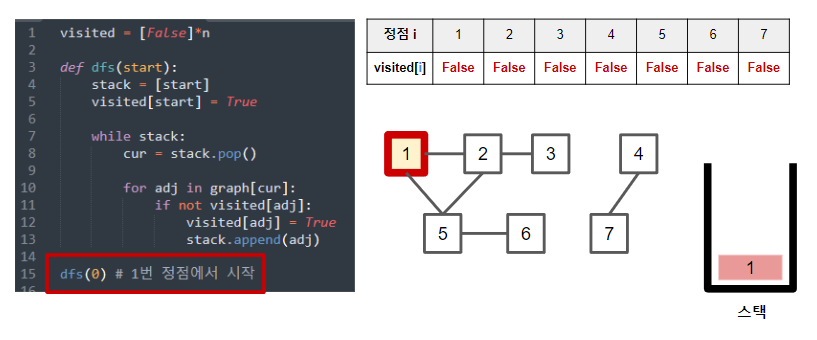 1 visited = [False]*n
2
3 def dfs(start):
4 stack = [start]
5 visited[start] = True
6
7 while stack:
8 cur = stack.pop()
9
10 for adj in graph[cur]:
11 if not visited[adj]:
12 visited[adj] = True
13 stack.append(adj)
14
15 dfs(0) # 1번 정점에서 시작
16
정점 i 1 2 3 4 5 6 7
visited[i] False False False False False False False
1 2 3 4
5 6 7
1
스택